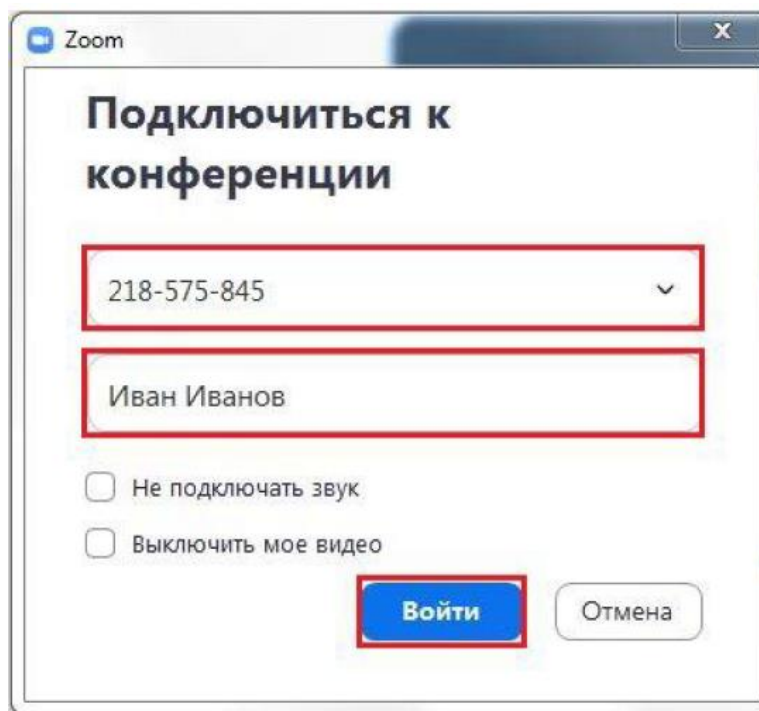 Zoom
Подключиться к
конференции
218-575-845
Иван Иванов
Не подключать звук
Выключить мое видео
Войти
Отмена